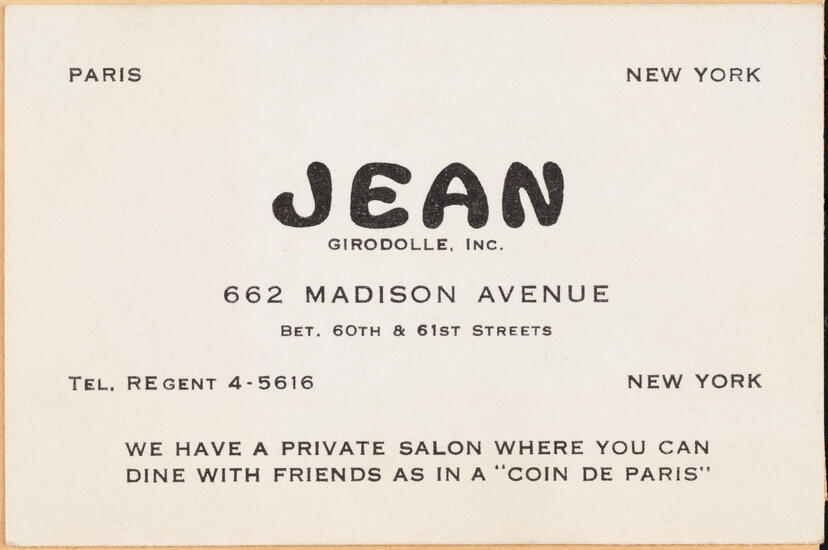 PARIS
NEW YORK
JEAN
GIRODOLLE, INC.
662 MADISON AVENUE
BET. 60TH & 61ST STREETS
TEL. REGENT 4-5616
NEW YORK
WE HAVE A PRIVATE SALON WHERE YOU CAN
DINE WITH FRIENDS AS IN A "COIN DE PARIS"